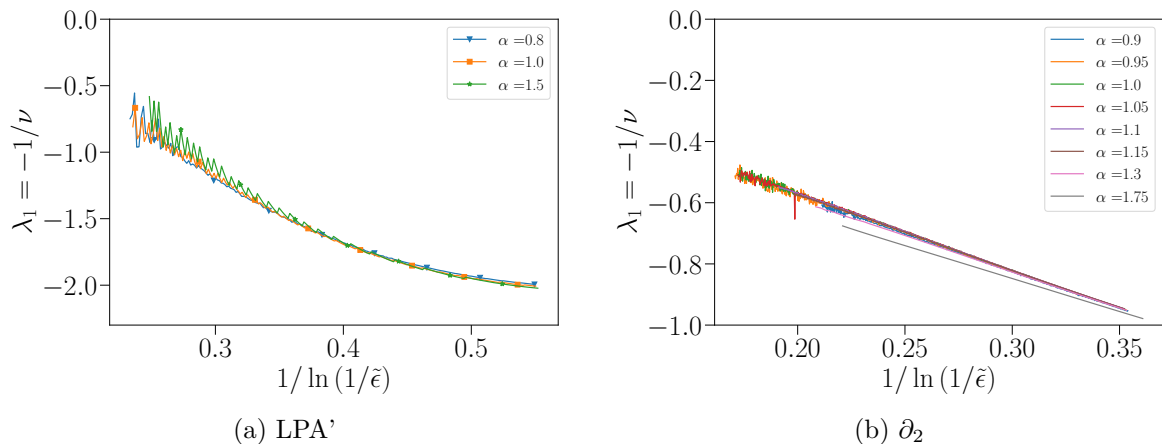 0.0
−0.5
−1.0
−1.5
−2.0
λ₁ = −1/ν
0.3
0.4
0.5
1/ ln (1/ϵ̃)
α =0.8
α =1.0
α =1.5
(a) LPA’
0.0
−0.2
−0.4
−0.6
−0.8
−1.0
λ₁ = −1/ν
0.20
0.25
0.30
0.35
1/ ln (1/ϵ̃)
α =0.9
α =0.95
α =1.0
α =1.05
α =1.1
α =1.15
α =1.3
α =1.75
(b) ∂₂